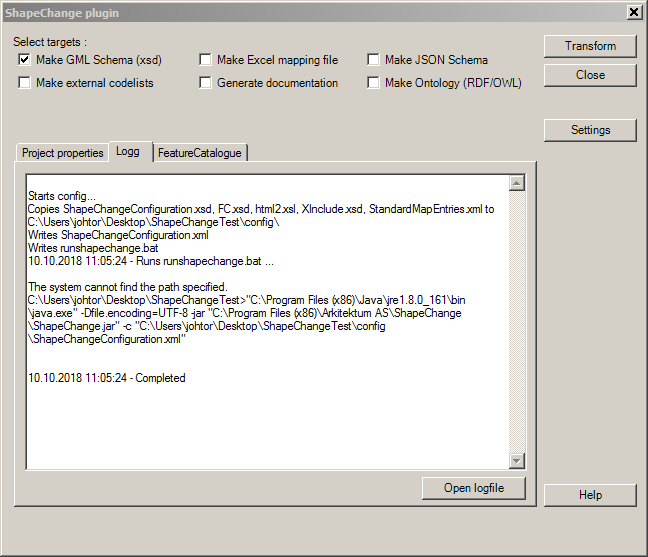 ShapeChange plugin
Select targets :
Make GML Schema (xsd)
Make Excel mapping file
Make JSON Schema
Transform
Make external codelists
Generate documentation
Make Ontology (RDF/OWL)
Close
Settings
Project properties
Logg
FeatureCatalogue
Starts config...
Copies ShapeChangeConfiguration.xsd, FC.xsd, html2.xsl, XInclude.xsd, StandardMapEntries.xml to
C:\Users\johtor\Desktop\ShapeChangeTest\config\
Writes ShapeChangeConfiguration.xml
Writes runshapechange.bat
10.10.2018 11:05:24 - Runs runshapechange.bat ...
The system cannot find the path specified.
C:\Users\johtor\Desktop\ShapeChangeTest>"C:\Program Files (x86)\Java\jre1.8.0_161\bin
\java.exe" -Dfile.encoding=UTF-8 -jar "C:\Program Files (x86)\Arkitektum AS\ShapeChange
\ShapeChange.jar" -c "C:\Users\johtor\Desktop\ShapeChangeTest\config
\ShapeChangeConfiguration.xml"
10.10.2018 11:05:24 - Completed
Open logfile
Help